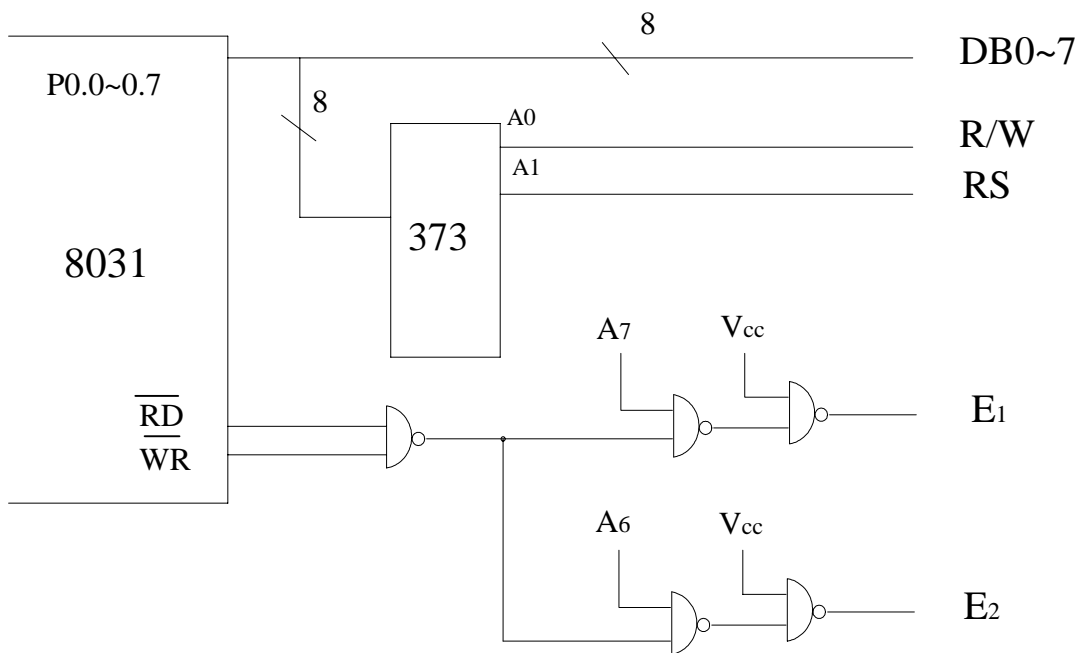 8
DB0~7
P0.0~0.7
8
A0
R/W
A1
RS
373
8031
A7
Vcc
RD
E1
WR
A6
Vcc
E2